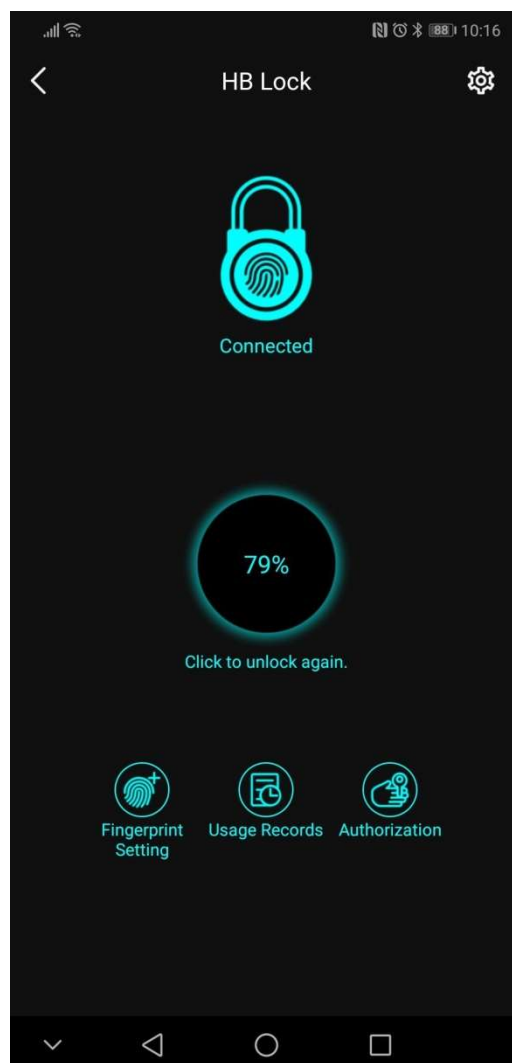 88 10:16
HB Lock
Connected
79%
Click to unlock again.
Fingerprint Setting
Usage Records
Authorization